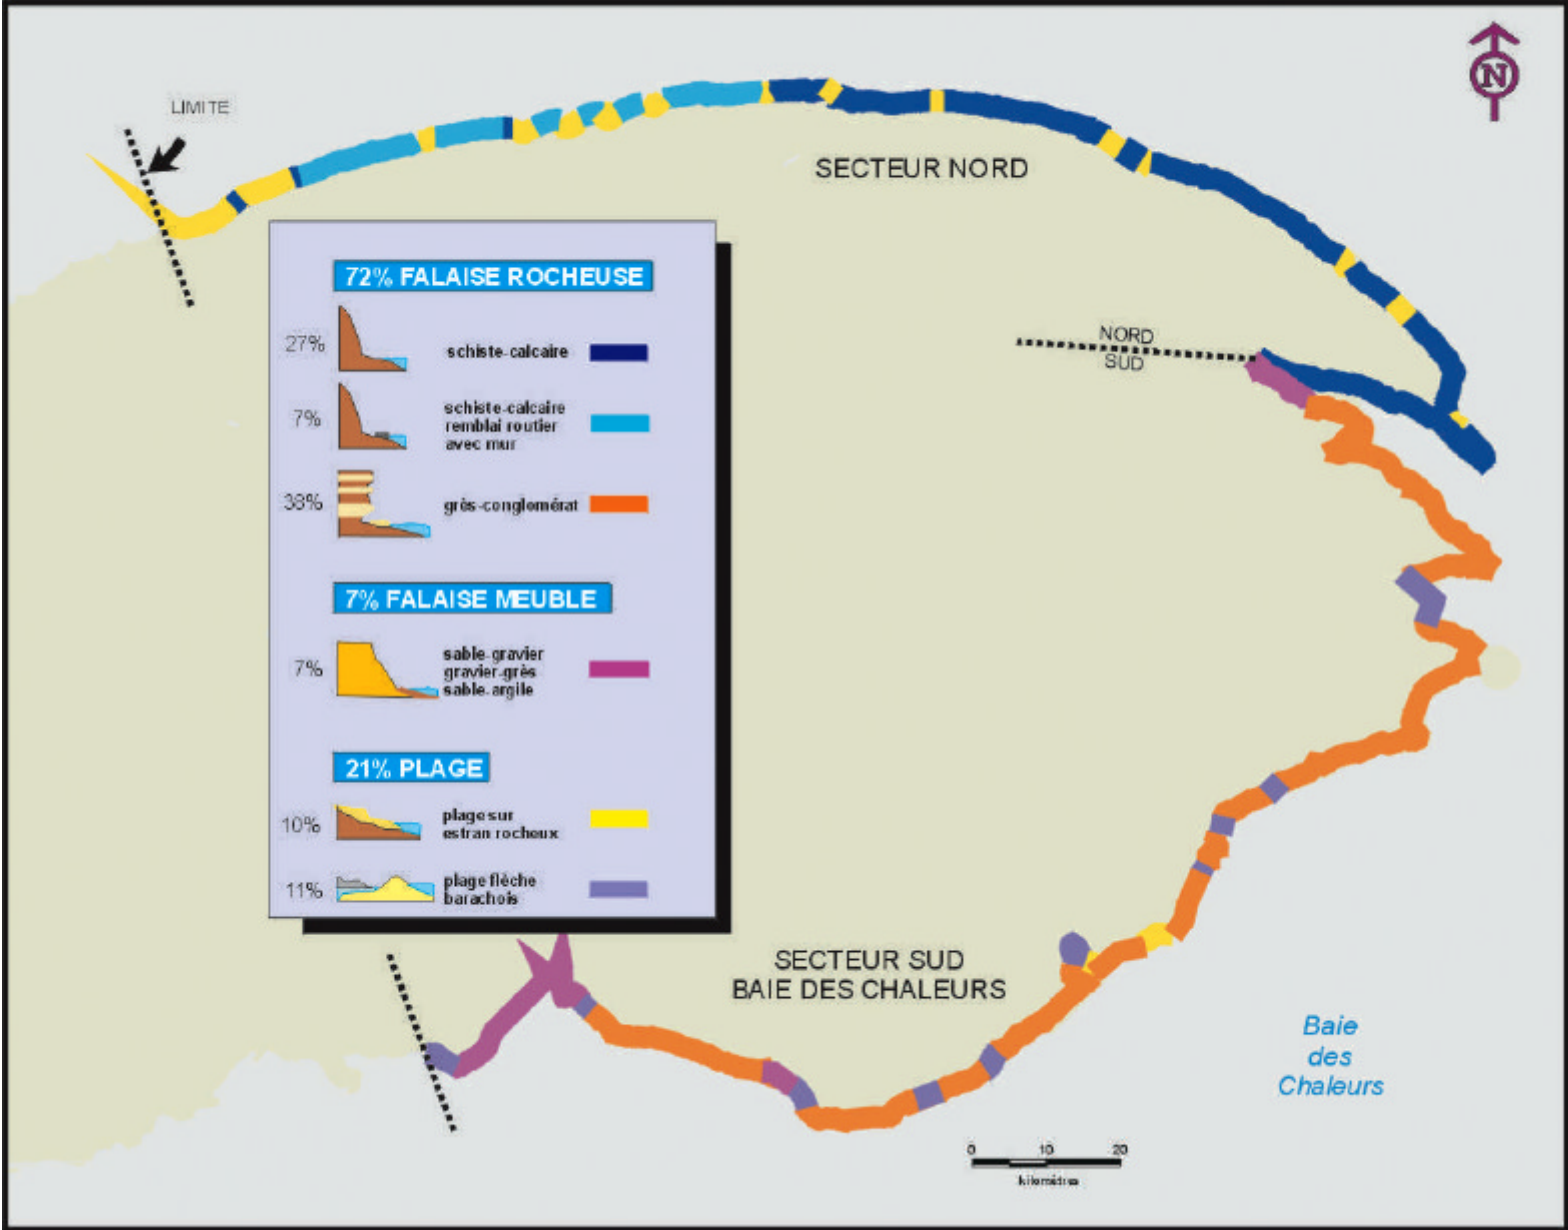 N
LIMITE
SECTEUR NORD
72% FALAISE ROCHEUSE
27%
schiste-calcaire
7%
schiste-calcaire
remblai routier
avec mur
38%
grès-conglomérat
7% FALAISE MEUBLE
7%
sable-gravier
gravier-grès
sable-argile
21% PLAGE
10%
plage sur
estran rocheux
11%
plage flèche
barachois
NORD
SUD
SECTEUR SUD
BAIE DES CHALEURS
Baie
des
Chaleurs
0 10 20
kilomètres